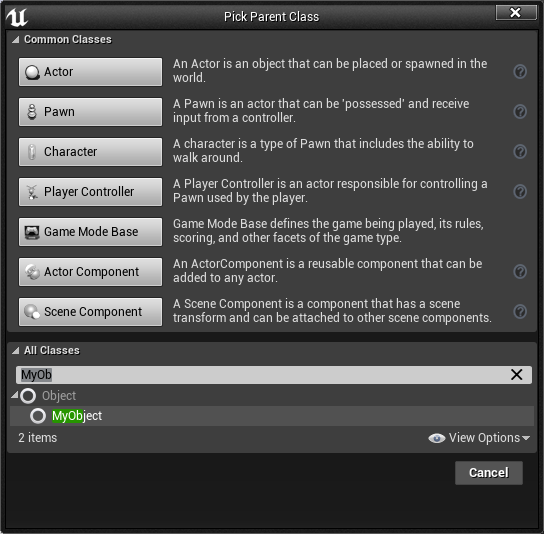 Pick Parent Class
Common Classes
Actor
An Actor is an object that can be placed or spawned in the
world.
Pawn
A Pawn is an actor that can be 'possessed' and receive
input from a controller.
Character
A character is a type of Pawn that includes the ability to
walk around.
Player Controller
A Player Controller is an actor responsible for controlling a
Pawn used by the player.
Game Mode Base
Game Mode Base defines the game being played, its rules,
scoring, and other facets of the game type.
Actor Component
An ActorComponent is a reusable component that can be
added to any actor.
Scene Component
A Scene Component is a component that has a scene
transform and can be attached to other scene components.
All Classes
MyOb
Object
MyObject
2 items
View Options
Cancel